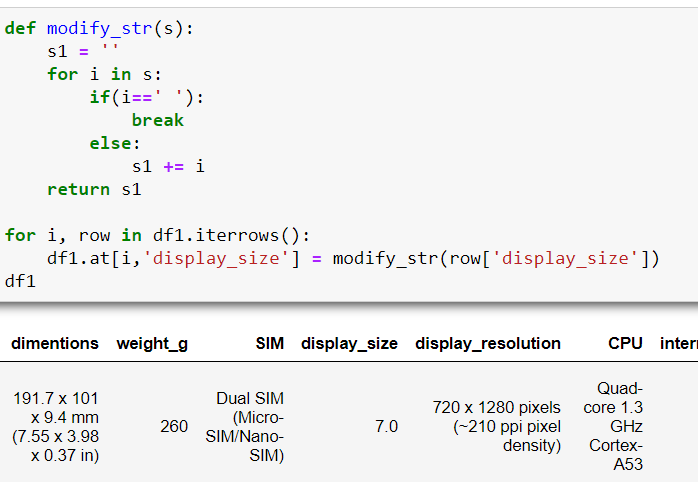 def modify_str(s):
    s1 = ''
    for i in s:
        if(i==' '):
            break
        else:
            s1 += i
    return s1
for i, row in df1.iterrows():
    df1.at[i,'display_size'] = modify_str(row['display_size'])
df1
dimentions weight_g SIM display_size display_resolution CPU interr
191.7 x 101
x 9.4 mm
(7.55 x 3.98
x 0.37 in)
260
Dual SIM
(Micro-
SIM/Nano-
SIM)
7.0
720 x 1280 pixels
(~210 ppi pixel
density)
Quad-
core 1.3
GHz
Cortex-
A53